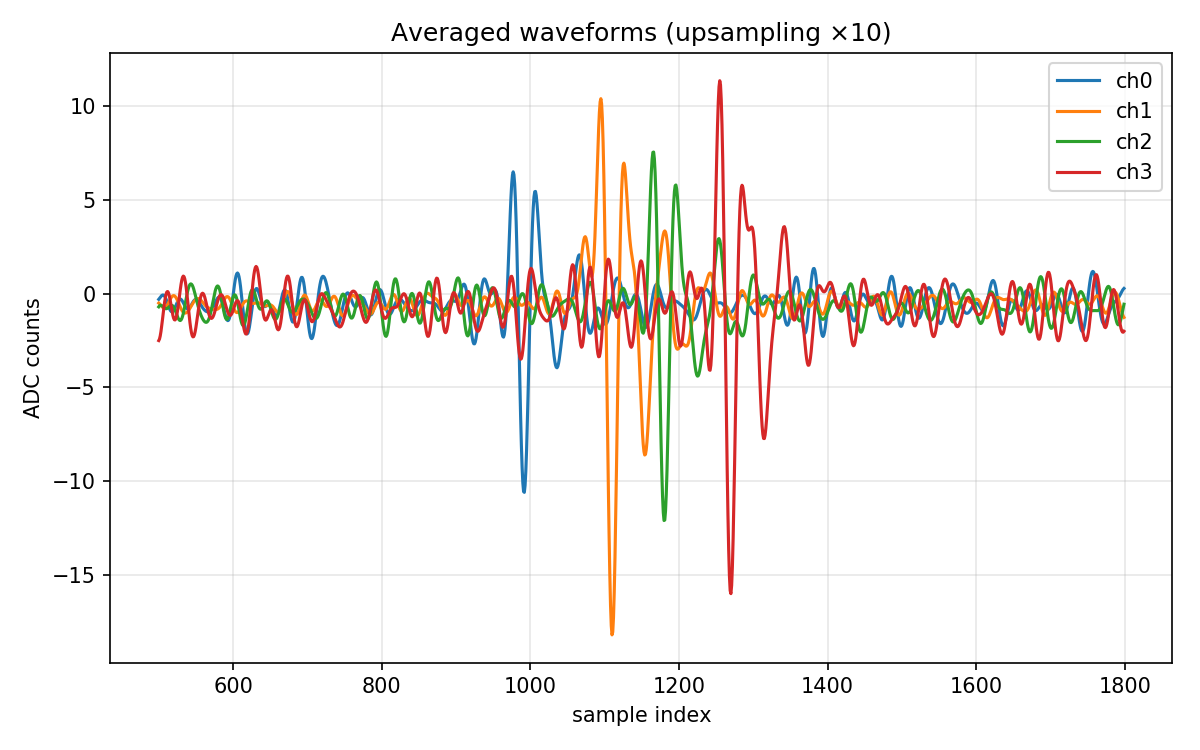 Averaged waveforms (upsampling ×10)
ch0
ch1
ch2
ch3
10
5
0
−5
−10
−15
ADC counts
600
800
1000
1200
1400
1600
1800
sample index